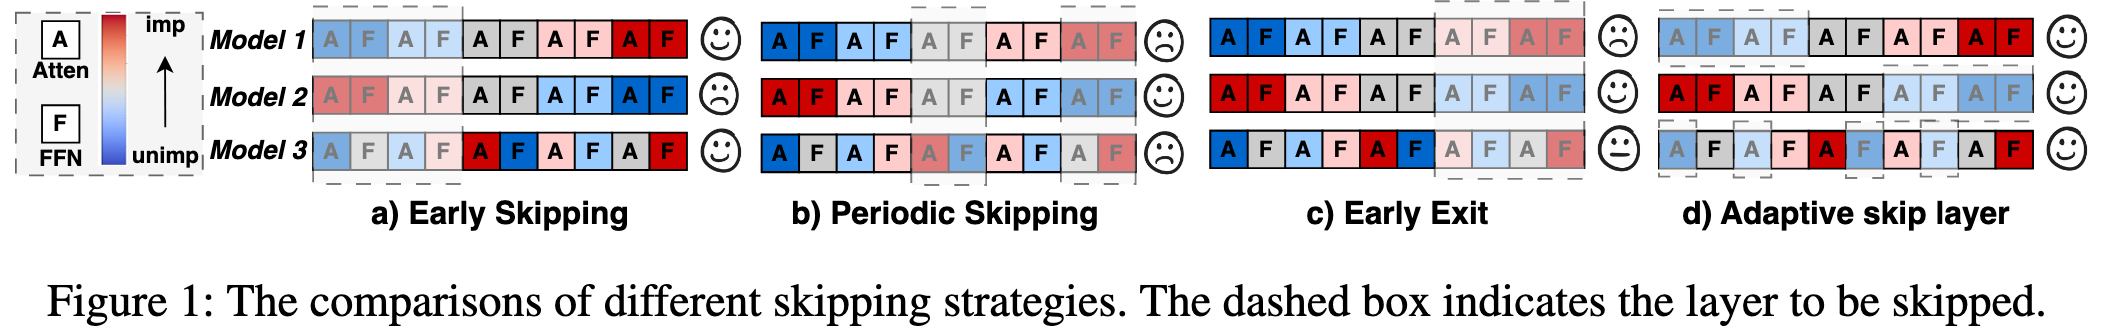 A
Atten
F
FFN
imp
unimp
Model 1 A F A F A F A F A F
Model 2 A F A F A F A F A F
Model 3 A F A F A F A F A F
a) Early Skipping
A F A F A F A F A F
A F A F A F A F A F
A F A F A F A F A F
b) Periodic Skipping
A F A F A F A F A F
A F A F A F A F A F
A F A F A F A F A F
c) Early Exit
A F A F A F A F A F
A F A F A F A F A F
A F A F A F A F A F
d) Adaptive skip layer
Figure 1: The comparisons of different skipping strategies. The dashed box indicates the layer to be skipped.